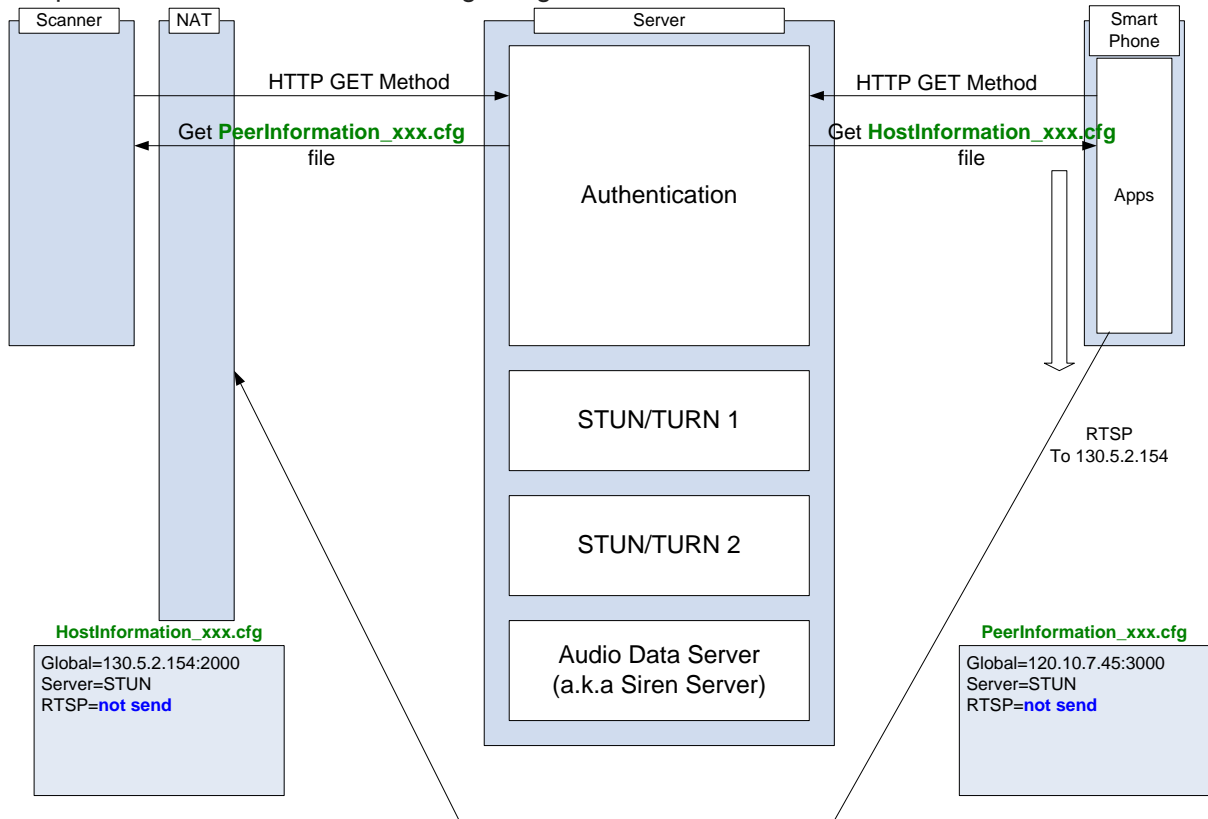 Scanner
NAT
Server
Smart
Phone
HTTP GET Method
HTTP GET Method
Get PeerInformation_xxx.cfg
file
Get HostInformation_xxx.cfg
file
Authentication
Apps
STUN/TURN 1
RTSP
To 130.5.2.154
STUN/TURN 2
HostInformation_xxx.cfg
Global=130.5.2.154:2000
Server=STUN
RTSP=not send
Audio Data Server
(a.k.a Siren Server)
PeerInformation_xxx.cfg
Global=120.10.7.45:3000
Server=STUN
RTSP=not send